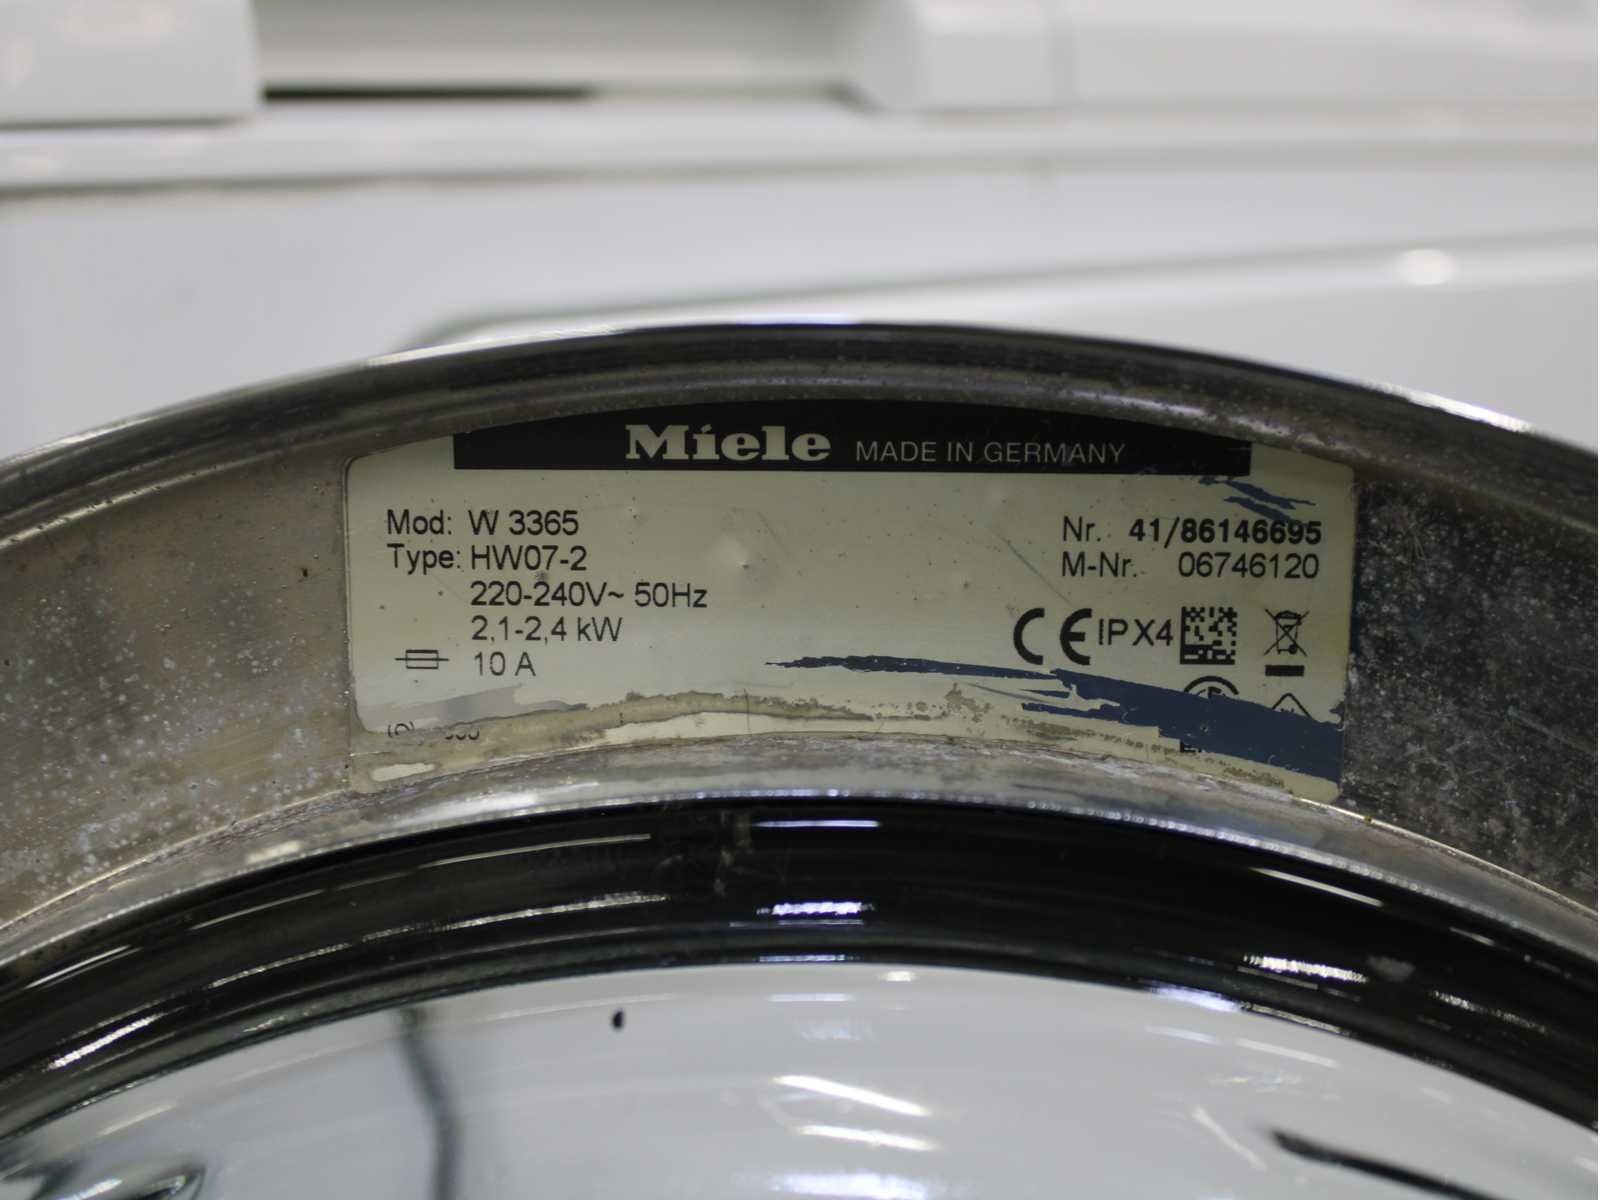 Miele MADE IN GERMANY
Mod: W 3365
Type: HW07-2
220-240V~ 50Hz
2,1-2,4 kW
10 A
Nr. 41/86146695
M-Nr. 06746120
CE IPX4